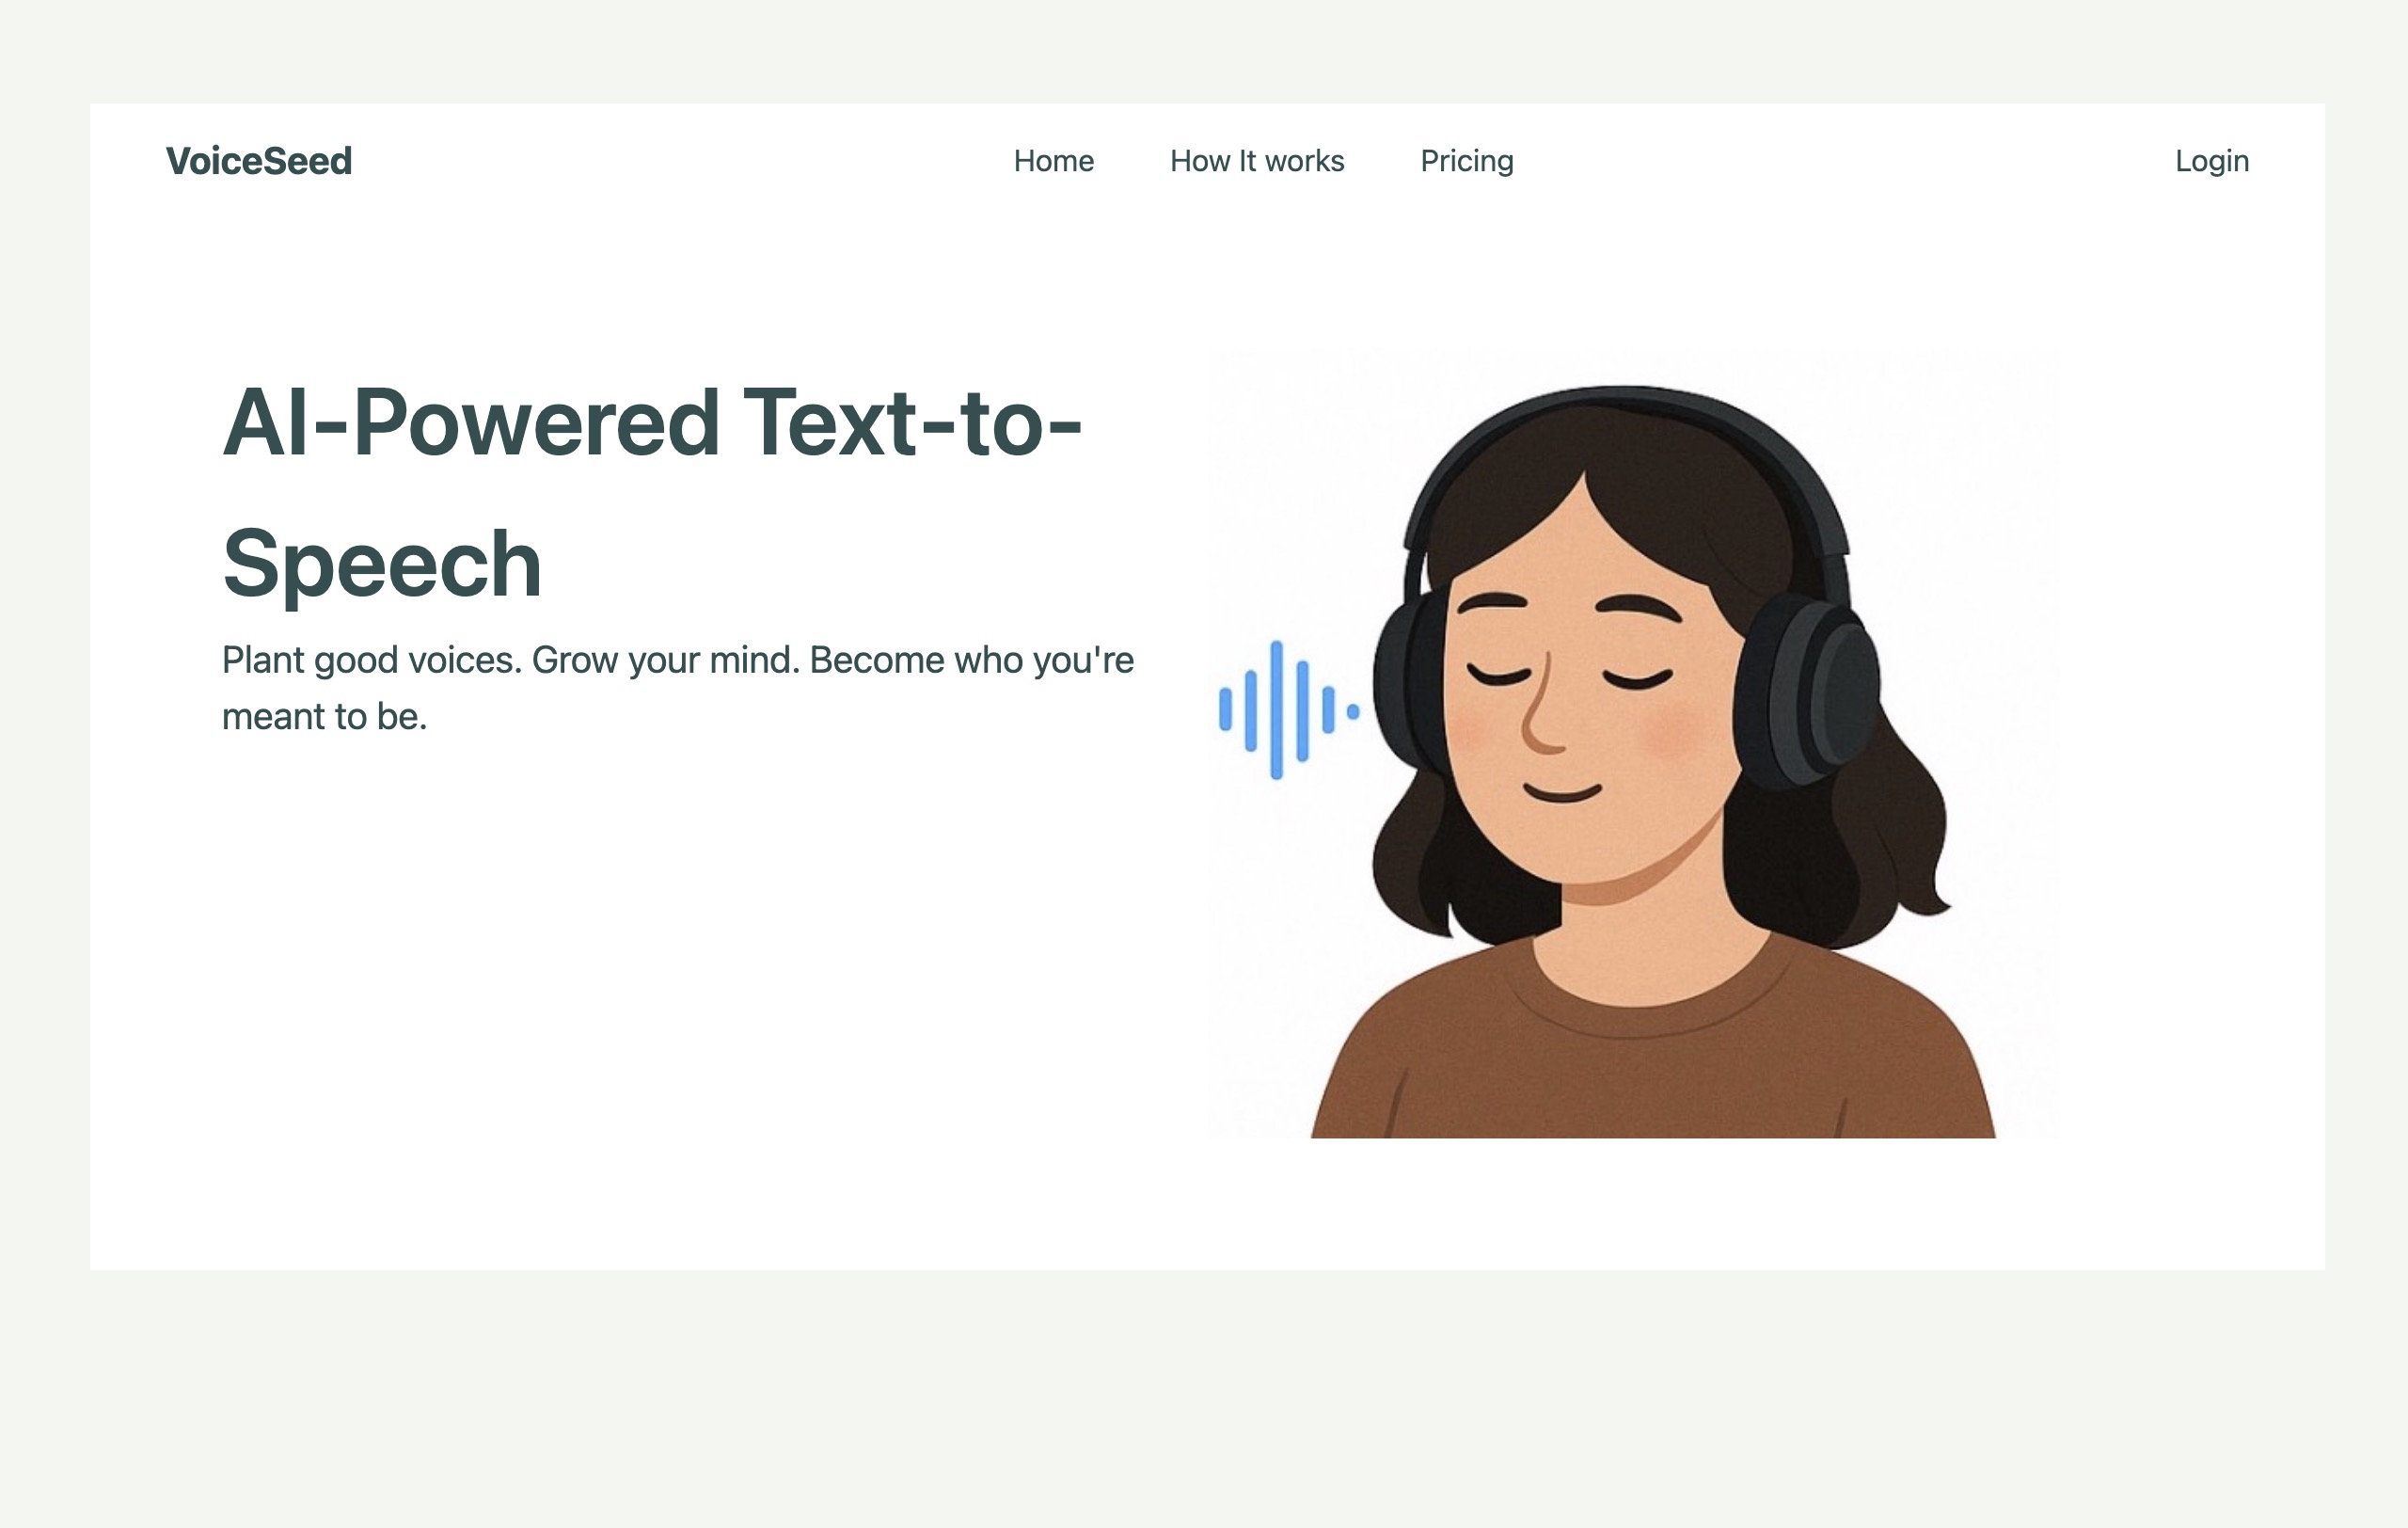 VoiceSeed
Home
How It works
Pricing
Login
AI-Powered Text-to-
Speech
Plant good voices. Grow your mind. Become who you're
meant to be.